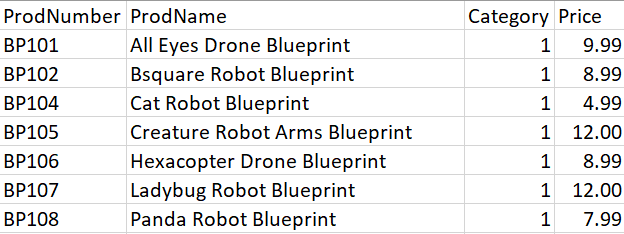 ProdNumber ProdName Category Price
BP101 All Eyes Drone Blueprint 1 9.99
BP102 Bsquare Robot Blueprint 1 8.99
BP104 Cat Robot Blueprint 1 4.99
BP105 Creature Robot Arms Blueprint 1 12.00
BP106 Hexacopter Drone Blueprint 1 8.99
BP107 Ladybug Robot Blueprint 1 12.00
BP108 Panda Robot Blueprint 1 7.99